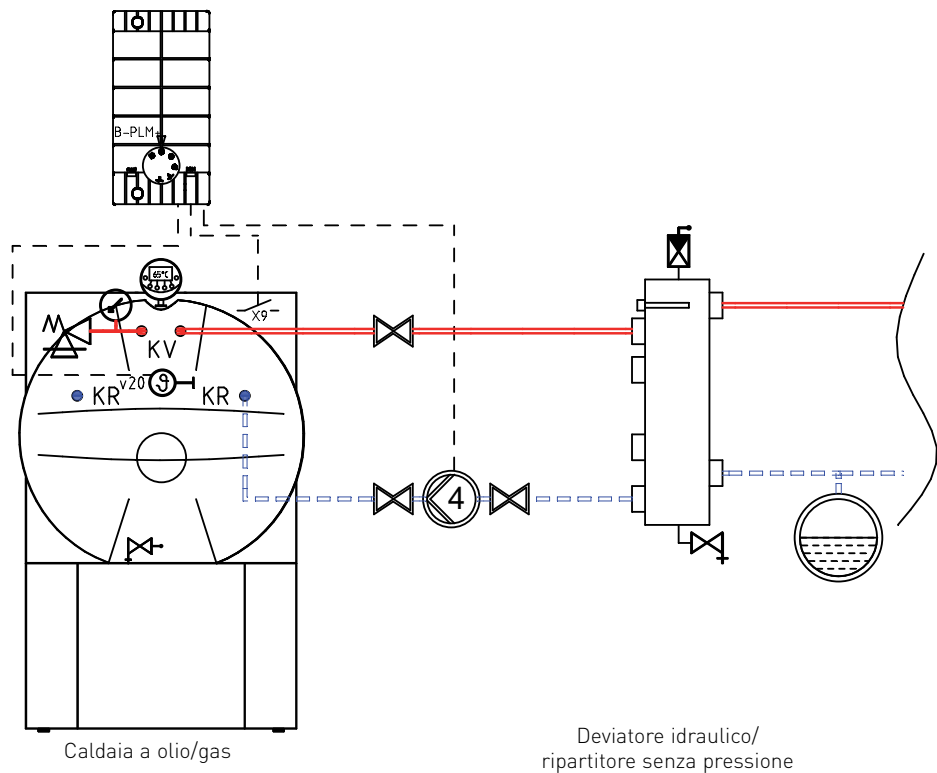 B-PLM
65°C
X9
KV
v20
KR
KR
4
Caldaia a olio/gas
Deviatore idraulico/
ripartitore senza pressione